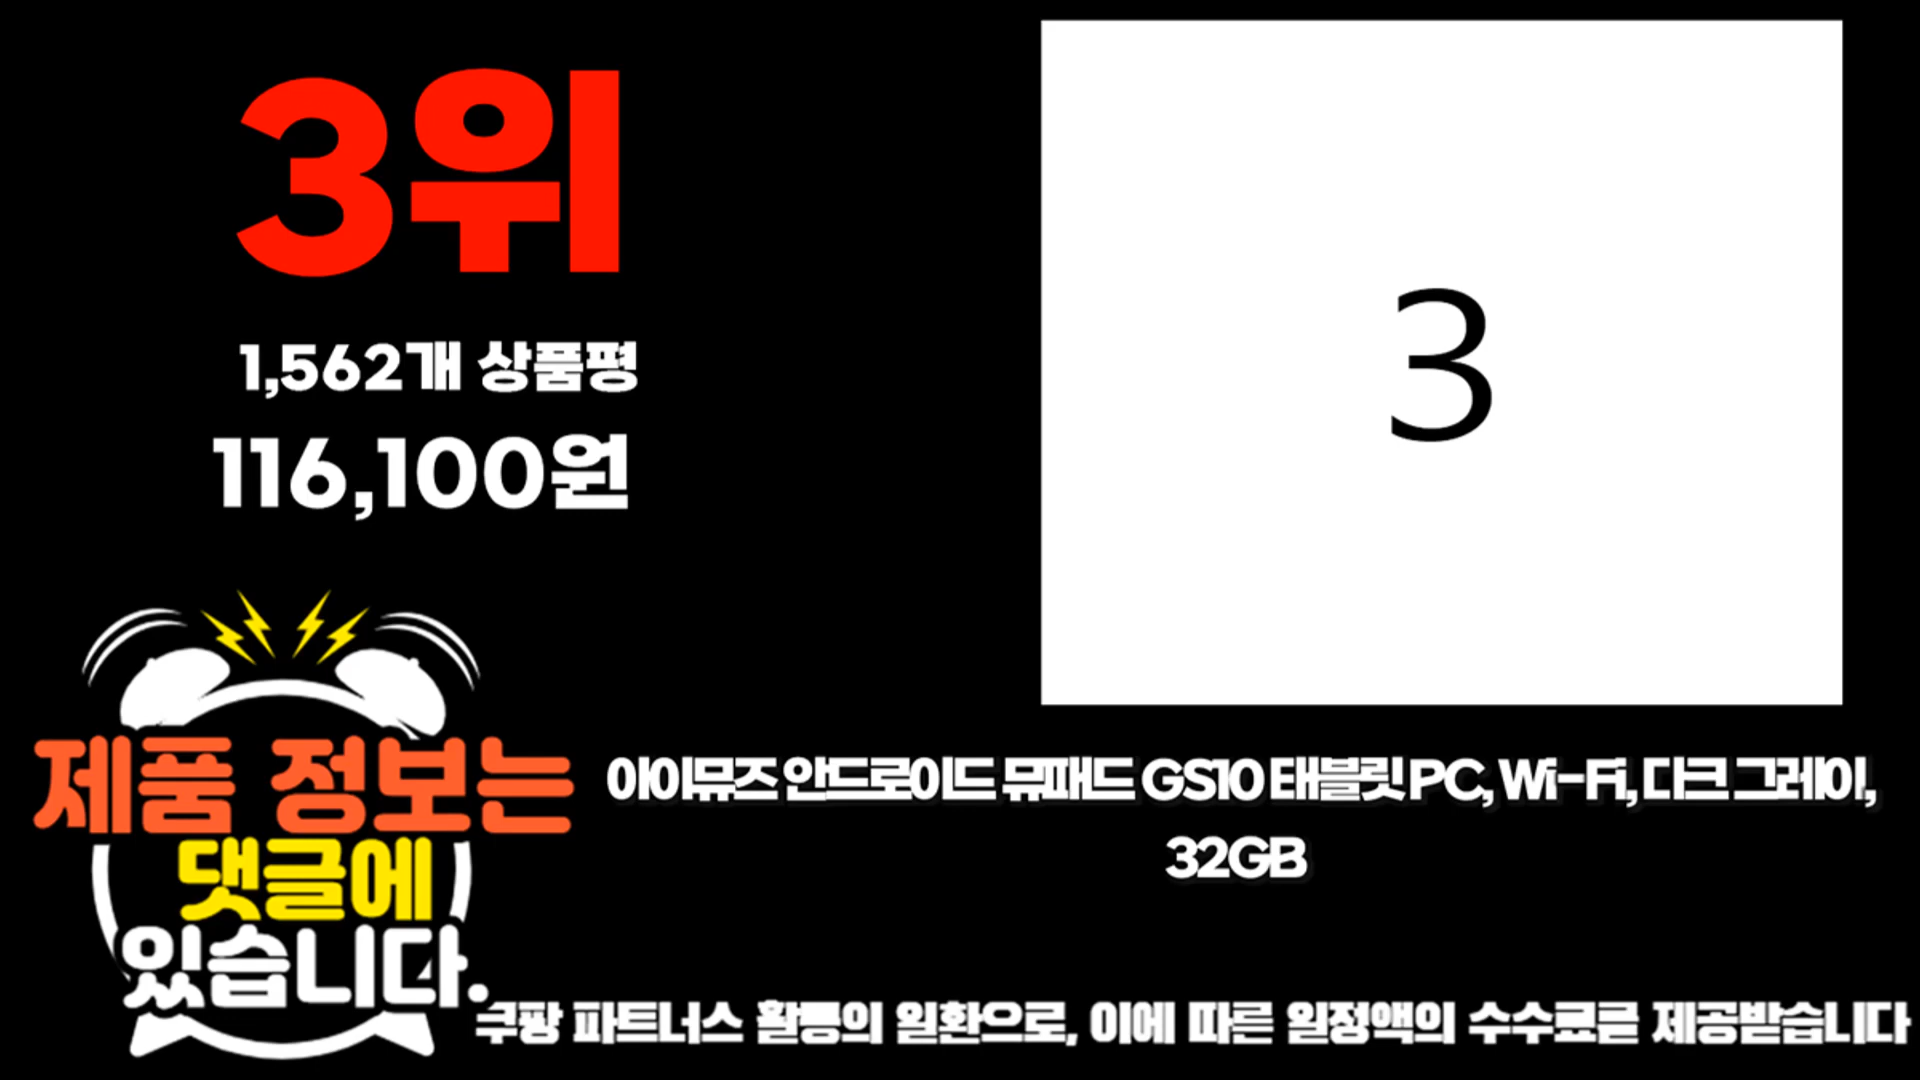 3위
1,562개 상품평
116,100원
3
제품 정보는
댓글에
있습니다.
아이뮤즈 안드로이드 뮤패드 GS10 태블릿 PC, Wi-Fi, 다크 그레이,
32GB
쿠팡 파트너스 활동의 일환으로, 이에 따른 일정액의 수수료를 제공받습니다